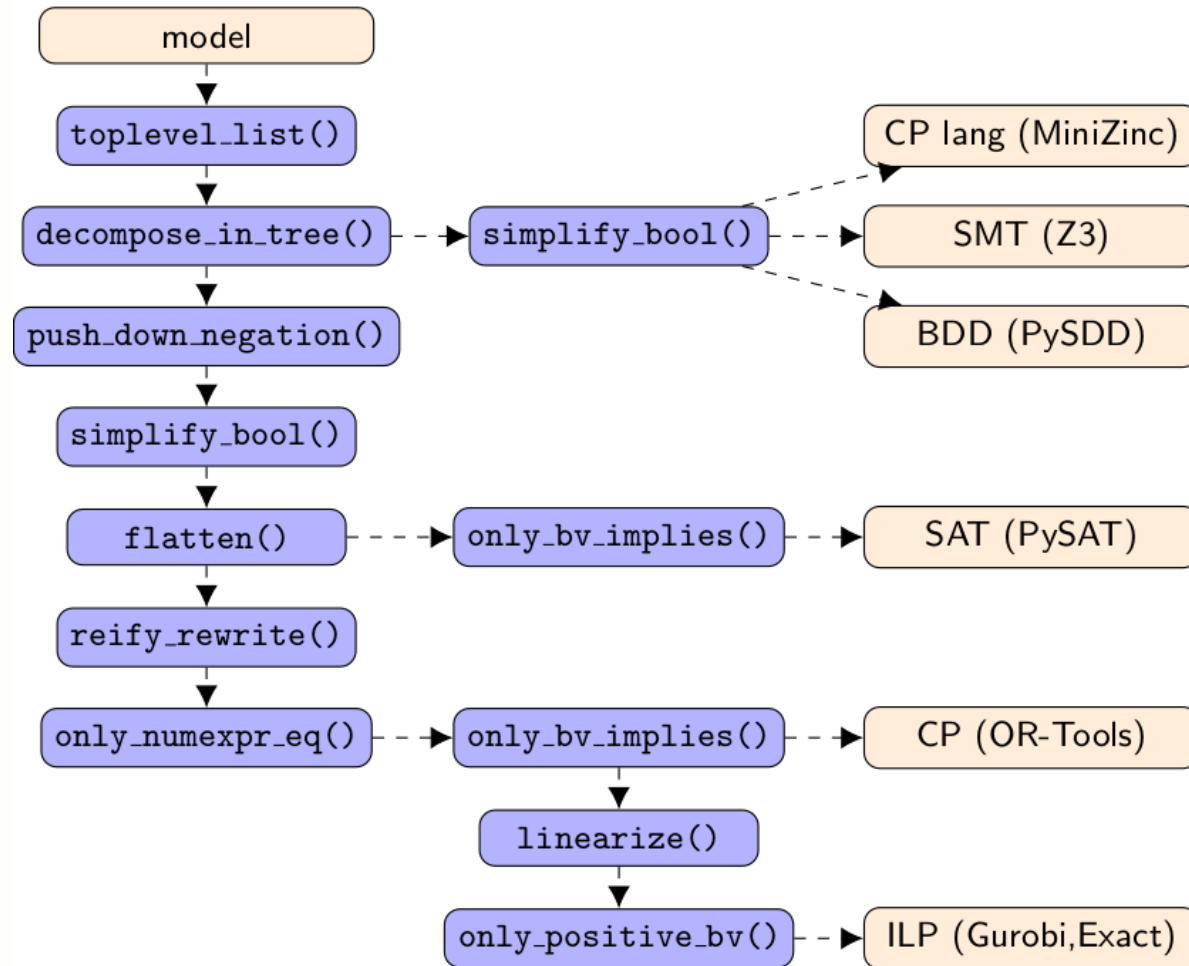 model
toplevel_list()
CP lang (MiniZinc)
decompose_in_tree()
simplify_bool()
SMT (Z3)
push_down_negation()
BDD (PySDD)
simplify_bool()
flatten()
only_bv_implies()
SAT (PySAT)
reify_rewrite()
only_numexpr_eq()
only_bv_implies()
CP (OR-Tools)
linearize()
only_positive_bv()
ILP (Gurobi,Exact)